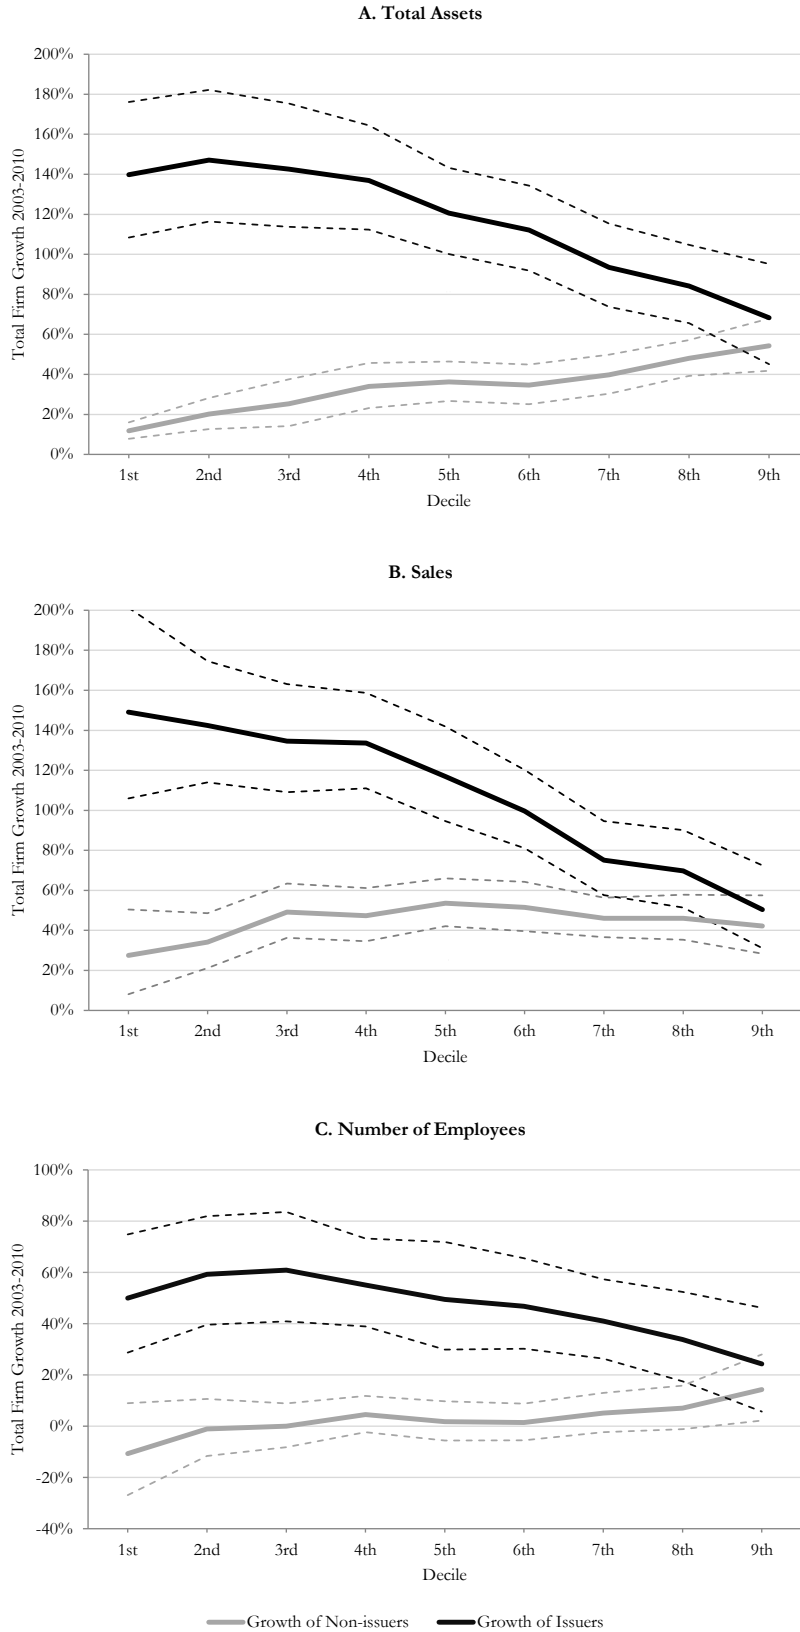 A. Total Assets
Total Firm Growth 2003-2010
200%
180%
160%
140%
120%
100%
80%
60%
40%
20%
0%
1st 2nd 3rd 4th 5th 6th 7th 8th 9th
Decile
B. Sales
Total Firm Growth 2003-2010
200%
180%
160%
140%
120%
100%
80%
60%
40%
20%
0%
1st 2nd 3rd 4th 5th 6th 7th 8th 9th
Decile
C. Number of Employees
Total Firm Growth 2003-2010
100%
80%
60%
40%
20%
0%
-20%
-40%
1st 2nd 3rd 4th 5th 6th 7th 8th 9th
Decile
Growth of Non-issuers Growth of Issuers